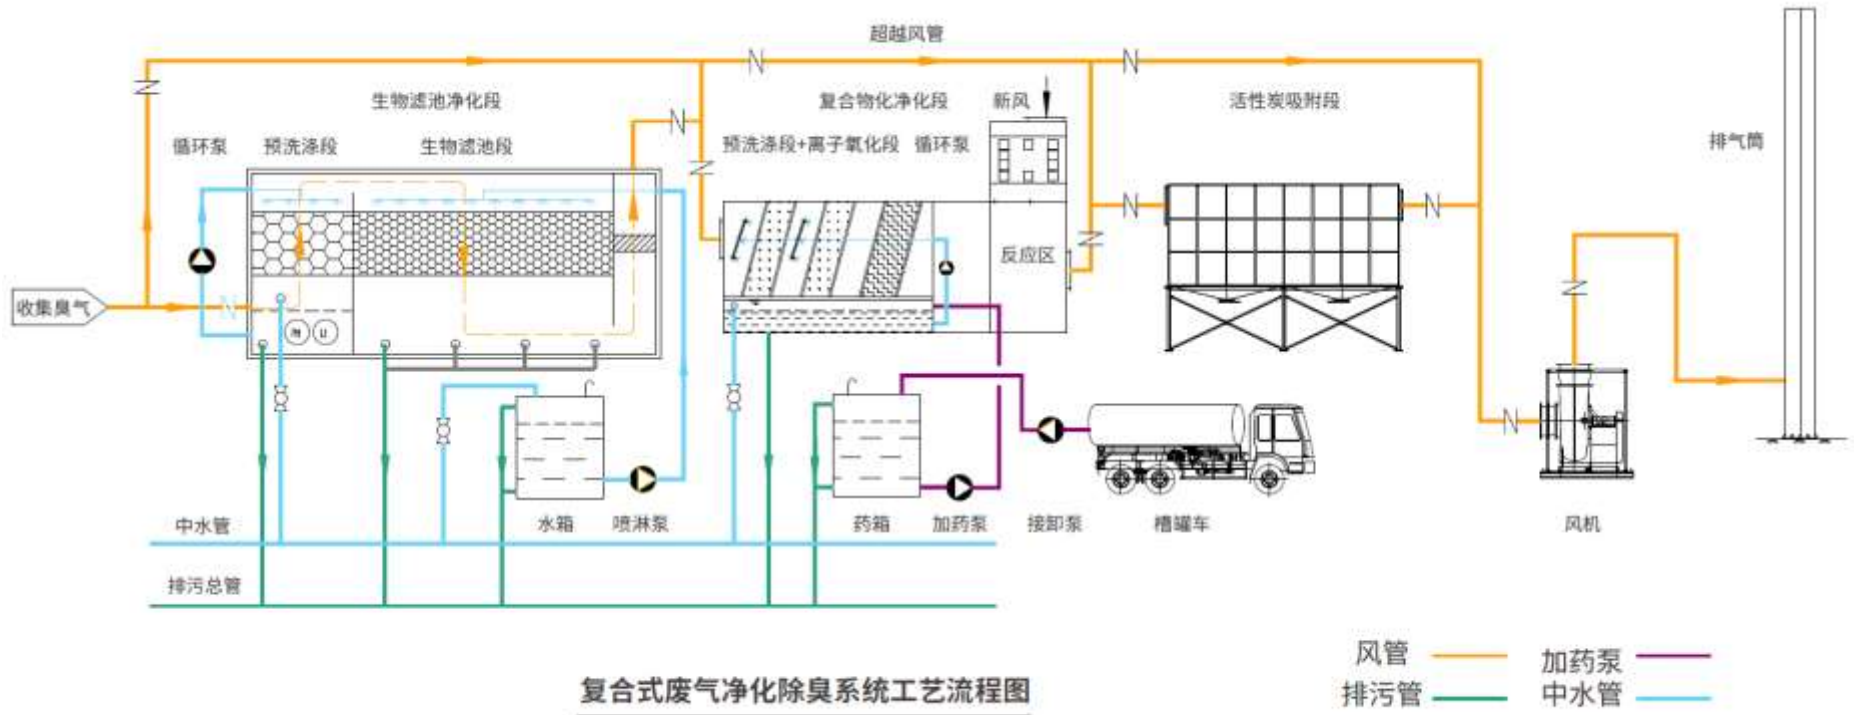 超越风管
生物滤池净化段
复合物化净化段
新风
活性炭吸附段
排气筒
循环泵
预洗涤段
生物滤池段
预洗涤段+离子氧化段
循环泵
反应区
收集臭气
水箱
喷淋泵
药箱
加药泵
接卸泵
槽罐车
风机
中水管
排污总管
复合式废气净化除臭系统工艺流程图
风管
加药泵
排污管
中水管